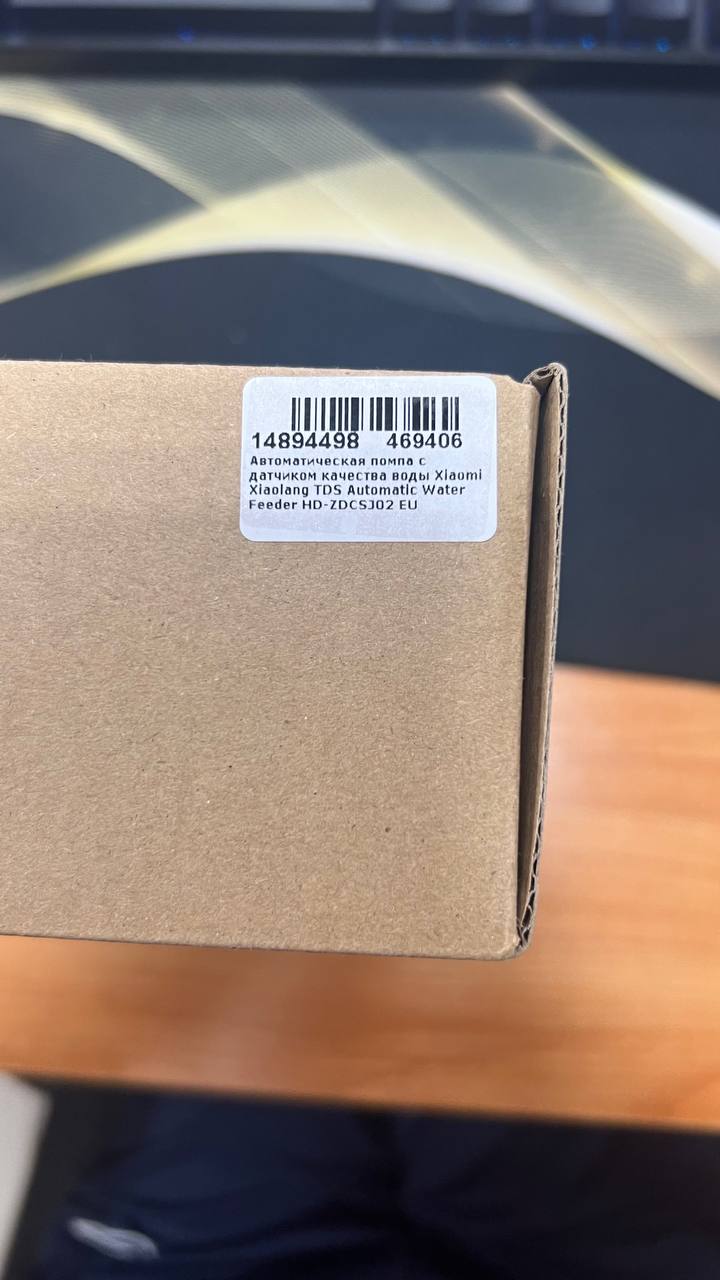 14894498 469406
Автоматическая помпа с
датчиком качества воды Xiaomi
Xiaolang TDS Automatic Water
Feeder HD-ZDCSJ02 EU